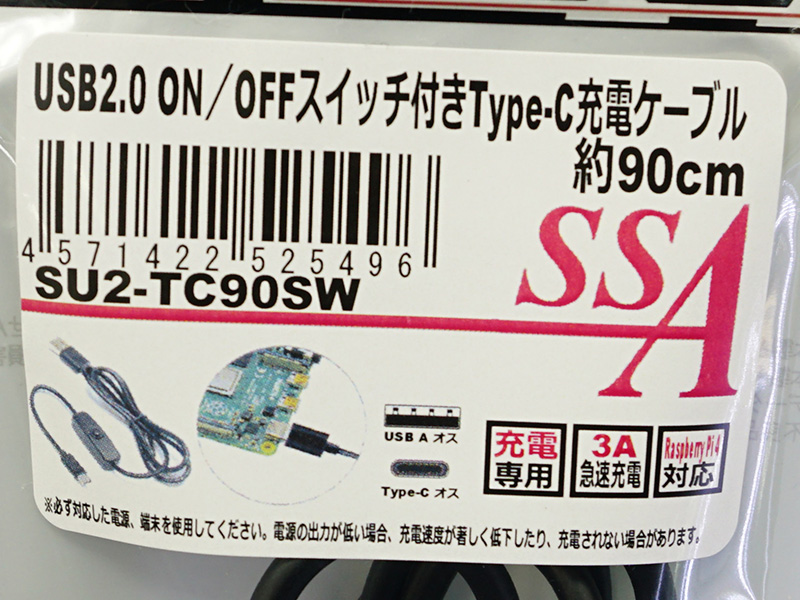 USB2.0 ON/OFFスイッチ付きType-C充電ケーブル
約90cm
4 571422 525496
SU2-TC90SW
SSA
USB A オス
Type-C オス
充電
専用
3A
急速充電
Raspberry Pi 4
対応
※必ず対応した電源、端末を使用してください。電源の出力が低い場合、充電速度が著しく低下したり、充電されない場合があります。